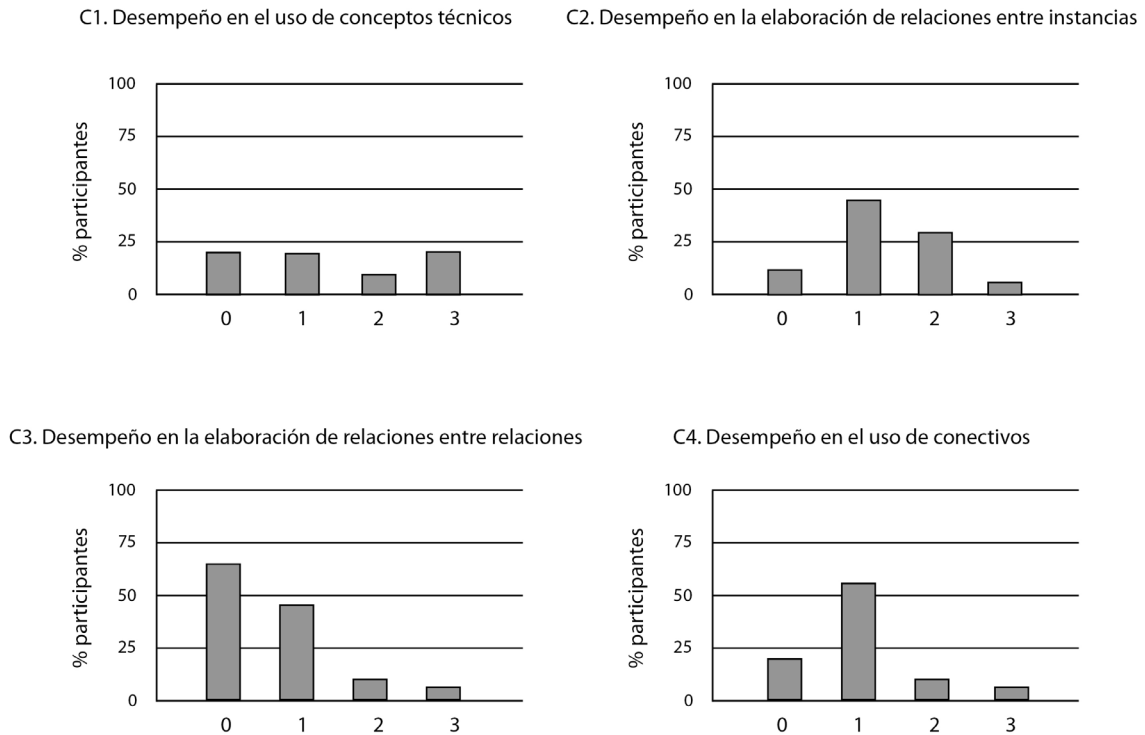 C1. Desempeño en el uso de conceptos técnicos
% participantes
100
75
50
25
0
0 1 2 3
C2. Desempeño en la elaboración de relaciones entre instancias
% participantes
100
75
50
25
0
0 1 2 3
C3. Desempeño en la elaboración de relaciones entre relaciones
% participantes
100
75
50
25
0
0 1 2 3
C4. Desempeño en el uso de conectivos
% participantes
100
75
50
25
0
0 1 2 3